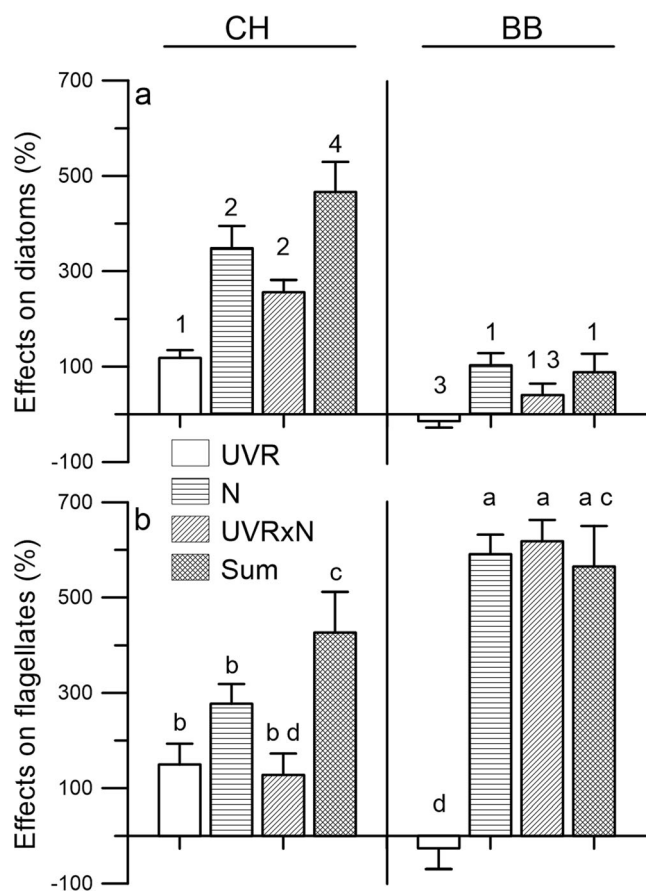 CH BB
a
Effects on diatoms (%)
700
500
300
100
-100
1 2 2 4
3 1 1 3 1
UVR
N
UVRxN
Sum
b
Effects on flagellates (%)
700
500
300
100
-100
b b b d c
d a a a c